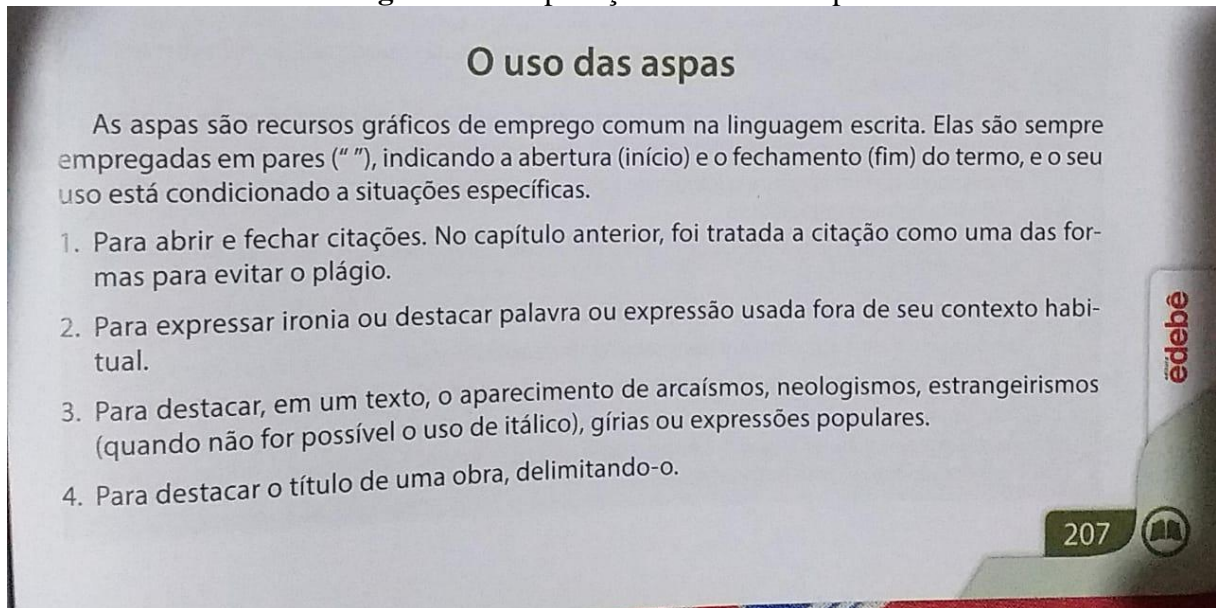 O uso das aspas
As aspas são recursos gráficos de emprego comum na linguagem escrita. Elas são sempre
empregadas em pares (“ ”), indicando a abertura (início) e o fechamento (fim) do termo, e o seu
uso está condicionado a situações específicas.
1. Para abrir e fechar citações. No capítulo anterior, foi tratada a citação como uma das for-
mas para evitar o plágio.
2. Para expressar ironia ou destacar palavra ou expressão usada fora de seu contexto habi-
tual.
3. Para destacar, em um texto, o aparecimento de arcaísmos, neologismos, estrangeirismos
(quando não for possível o uso de itálico), gírias ou expressões populares.
4. Para destacar o título de uma obra, delimitando-o.
edebê
207